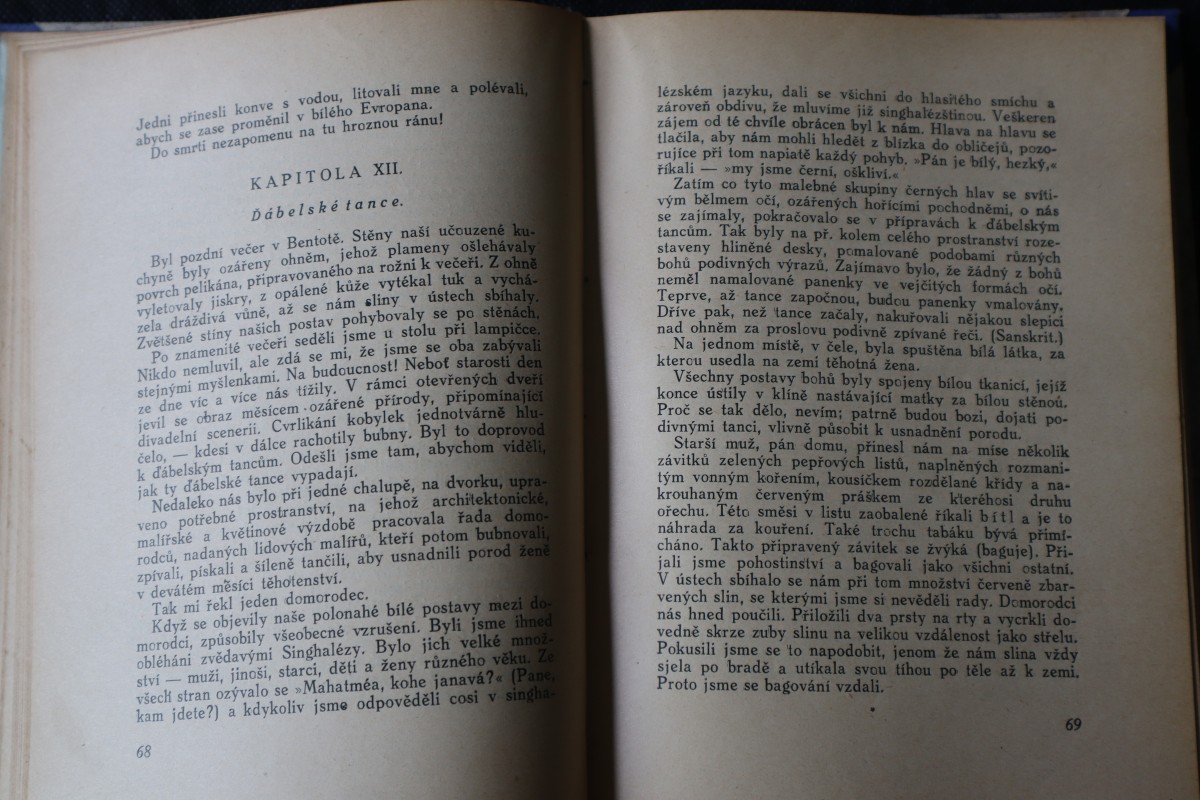 Jedni přinesli konve s vodou, litovali mne a polévali,
abych se zase proměnil v bílého Evropana.
Do smrti nezapomenu na tu hroznou ránu!
KAPITOLA XII.
Ďábelské tance.
Byl pozdní večer v Bentotě. Stěny naší učouzené ku-
chyně byly ozářeny ohněm, jehož plameny ošlehávaly
povrch pelikána, připravovaného na rožni k večeři. Z ohně
vyletovaly jiskry, z opálené kůže vytékal tuk a vychá-
zela dráždivá vůně, až se nám sliny v ústech sbíhaly.
Zvětšené stíny našich postav pohybovaly se po stěnách.
Po znamenité večeři seděli jsme u stolu při lampičce.
Nikdo nemluvil, ale zdá se mi, že jsme se oba zabývali
stejnými myšlenkami. Na budoucnost! Neboť starosti den
ze dne víc a více nás tížily. V rámci otevřených dveří
jevil se obraz měsícem ozářené přírody, připomínající
divadelní scenerii. Cvrlikání kobylek jednotvárně hlu-
čelo, — kdesi v dálce rachotily bubny. Byl to doprovod
k ďábelským tancům. Odešli jsme tam, abychom viděli,
jak ty ďábelské tance vypadají.
Nedaleko nás bylo při jedné chalupě, na dvorku, upra-
veno potřebné prostranství, na jehož architektonické,
malířské a květinové výzdobě pracovala řada domo-
rodců, nadaných lidových malířů, kteří potom bubnovali,
zpívali, pískali a šíleně tančili, aby usnadnili porod ženě
v devátém měsíci těhotenství.
Tak mi řekl jeden domorodec.
Když se objevily naše polonahé bílé postavy mezi do-
morodci, způsobily všeobecné vzrušení. Byli jsme ihned
obléháni zvědavými Singhalézy. Bylo jich velké množ-
ství — muži, jinoši, starci, děti a ženy různého věku. Ze
všech stran ozývalo se »Mahatméa, kohe janavá?« (Pane,
kam jdete?) a kdykoliv jsme odpověděli cosi v singha-
68
lézském jazyku, dali se všichni do hlasitého smíchu a
zároveň obdivu, že mluvíme již singhalézštinou. Veškeren
zájem od té chvíle obrácen byl k nám. Hlava na hlavu se
tlačila, aby nám mohli hledět z blízka do obličejů, pozo-
rujíce při tom napiatě každý pohyb. »Pán je bílý, hezký,«
říkali — »my jsme černí, oškliví.«
Zatím co tyto malebné skupiny černých hlav se svíti-
vým bělmem očí, ozářených hořícími pochodněmi, o nás
se zajímaly, pokračovalo se v přípravách k ďábelským
tancům. Tak byly na př. kolem celého prostranství roze-
staveny hliněné desky, pomalované podobami různých
bohů podivných výrazů. Zajímavo bylo, že žádný z bohů
neměl namalované panenky ve vejčitých formách očí.
Teprve, až tance započnou, budou panenky vmalovány.
Dříve pak, než tance začaly, nakuřovali nějakou slepici
nad ohněm za proslovu podivně zpívané řeči. (Sanskrit.)
Na jednom místě, v čele, byla spuštěna bílá látka, za
kterou usedla na zemi těhotná žena.
Všechny postavy bohů byly spojeny bílou tkanicí, jejíž
konce ústily v klíně nastávající matky za bílou stěnou.
Proč se tak dělo, nevím; patrně budou bozi, dojati po-
divnými tanci, vlivně působit k usnadnění porodu.
Starší muž, pán domu, přinesl nám na míse několik
závitků zelených pepřových listů, naplněných rozmani-
tým vonným kořením, kousíčkem rozdělané křídy a na-
krouhaným červeným práškem ze kteréhosi druhu
ořechu. Této směsi v listu zaobalené říkali bítl a je to
náhrada za kouření. Také trochu tabáku bývá přimí-
cháno. Takto připravený závitek se žvýká (baguje). Při-
jali jsme pohostinství a bagovali jako všichni ostatní.
V ústech sbíhalo se nám při tom množství červeně zbar-
vených slin, se kterými jsme si nevěděli rady. Domorodci
nás hned poučili. Přiložili dva prsty na rty a vycrkli do-
vedně skrze zuby slinu na velikou vzdálenost jako střelu.
Pokusili jsme se to napodobit, jenom že nám slina vždy
sjela po bradě a utíkala svou tíhou po těle až k zemi.
Proto jsme se bagování vzdali.
69